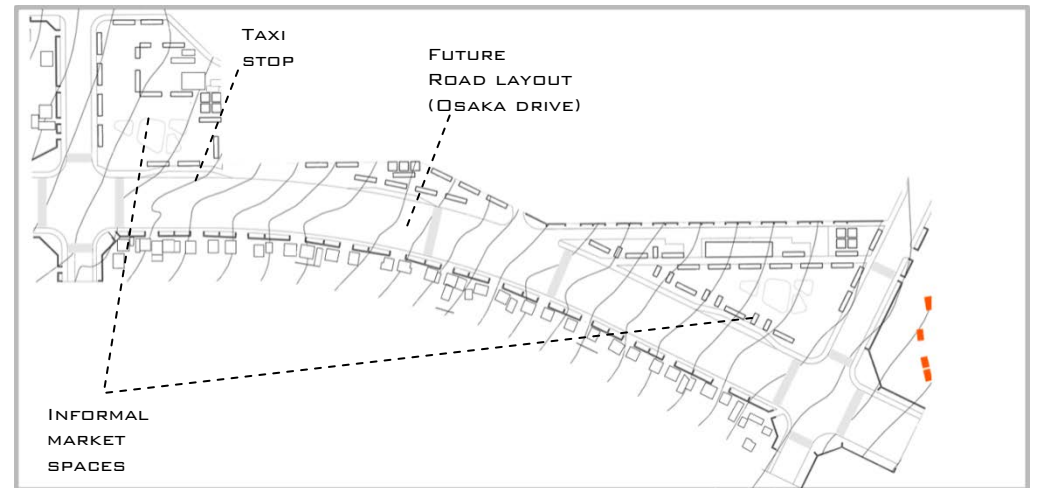 Taxi
stop
Future
Road layout
(Osaka drive)
Informal
market
spaces